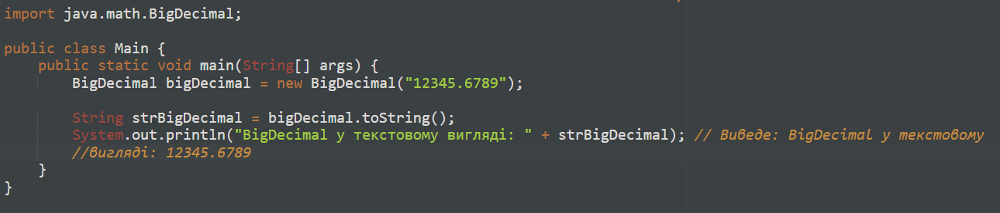 import java.math.BigDecimal;
public class Main {
public static void main(String[] args) {
BigDecimal bigDecimal = new BigDecimal("12345.6789");
String strBigDecimal = bigDecimal.toString();
System.out.println("BigDecimal у текстовому вигляді: " + strBigDecimal); // Виведе: BigDecimal у текстовому
//вигляді: 12345.6789
}
}